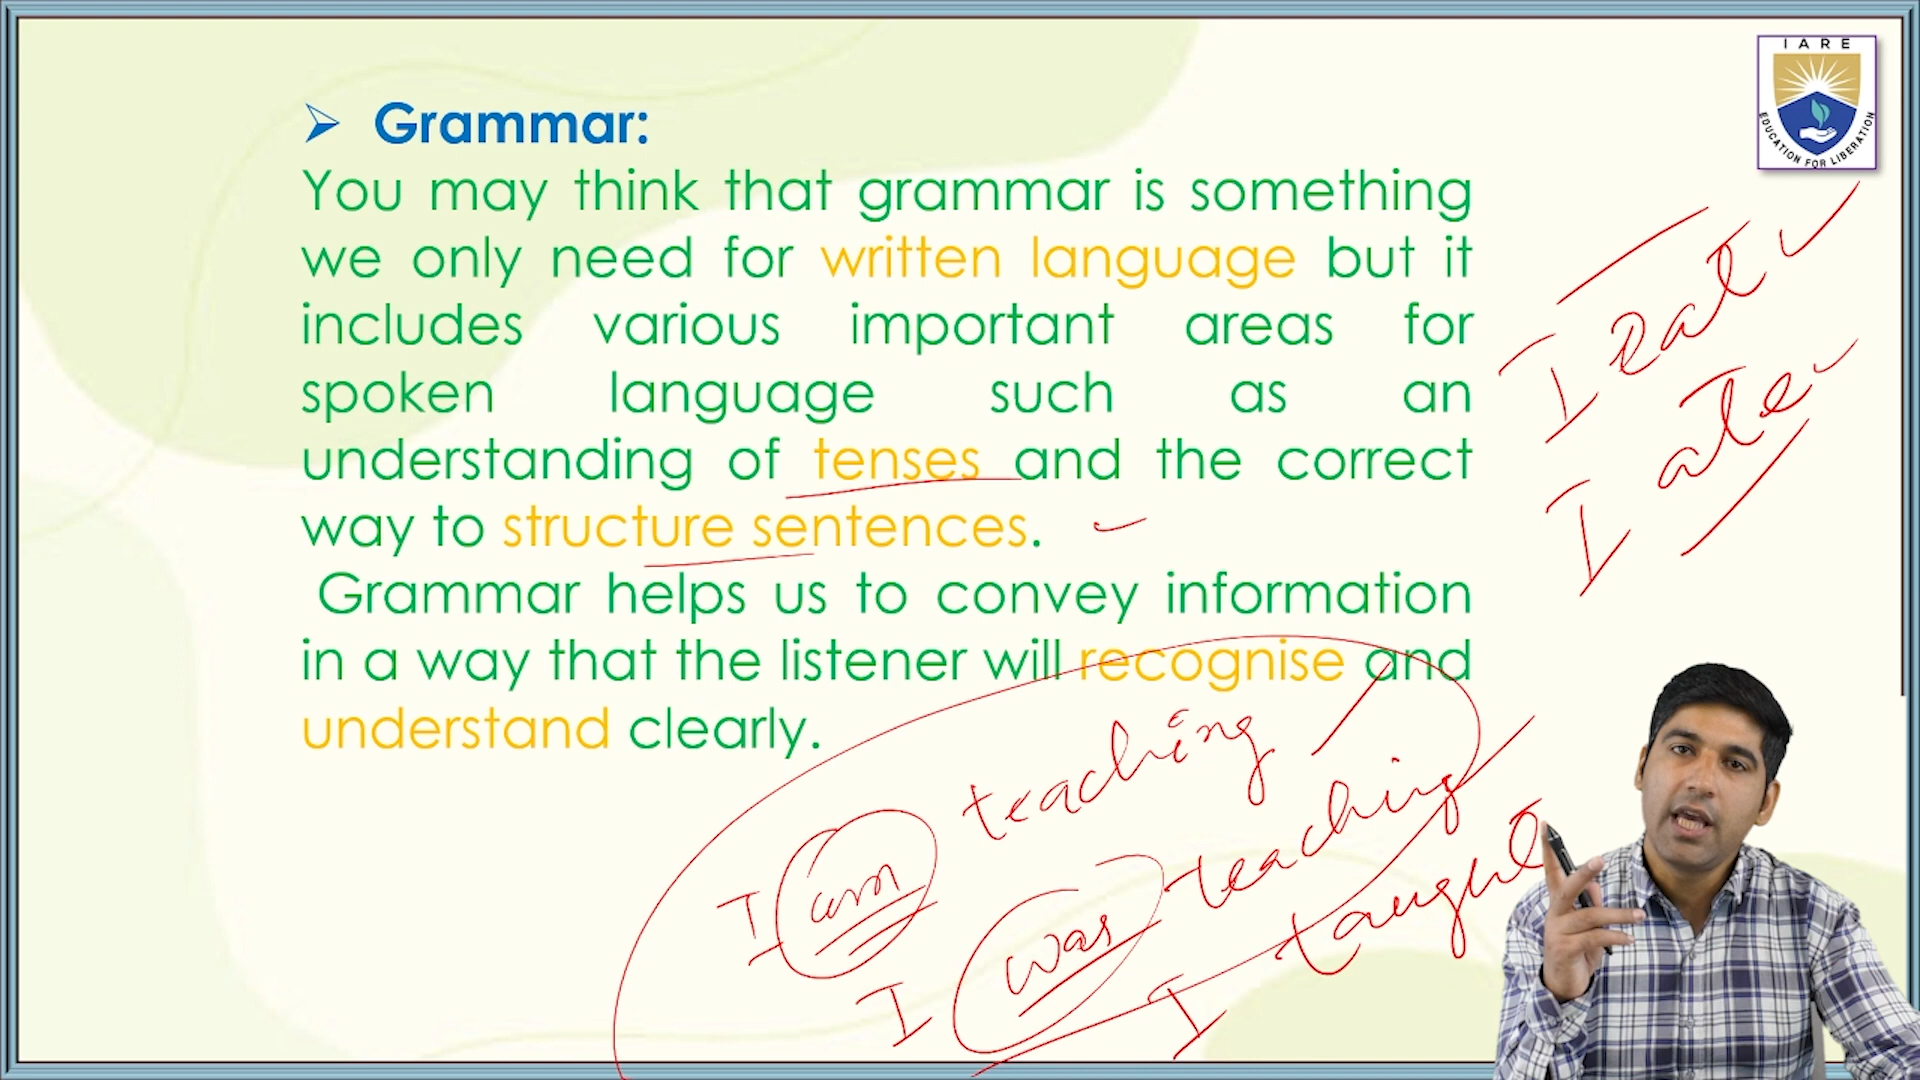 IARE
EDUCATION FOR LIBERATION
➢ Grammar:
You may think that grammar is something
we only need for written language but it
includes various important areas for
spoken language such as an
understanding of tenses and the correct
way to structure sentences.
Grammar helps us to convey information
in a way that the listener will recognise and
understand clearly.
I eat
I ate
I am teaching
I was teaching
I taught